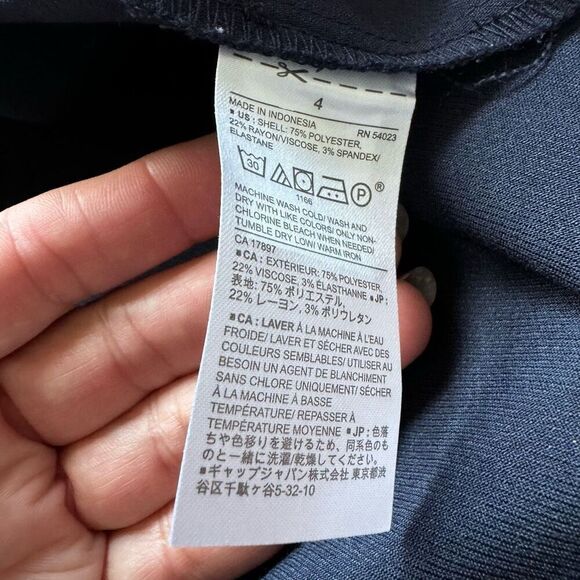 4
MADE IN INDONESIA RN 54023
▪US : SHELL: 75% POLYESTER,
22% RAYON/VISCOSE, 3% SPANDEX/
ELASTANE
30 P ®
1166
MACHINE WASH COLD/ WASH AND
DRY WITH LIKE COLORS/ ONLY NON-
CHLORINE BLEACH WHEN NEEDED/
TUMBLE DRY LOW/ WARM IRON
CA 17897
▪CA : EXTÉRIEUR: 75% POLYESTER,
22% VISCOSE, 3% ÉLASTHANNE ▪JP:
表地: 75% ポリエステル,
22% レーヨン, 3% ポリウレタン
▪CA : LAVER À LA MACHINE À L'EAU
FROIDE/ LAVER ET SÉCHER AVEC DES
COULEURS SEMBLABLES/ UTILISER AU
BESOIN UN AGENT DE BLANCHIMENT
SANS CHLORE UNIQUEMENT/ SÉCHER
À LA MACHINE À BASSE
TEMPÉRATURE/ REPASSER À
TEMPÉRATURE MOYENNE ▪JP: 色落
ちや色移りを避けるため、同系色のも
のと一緒に洗濯/乾燥してください
▪ギャップジャパン株式会社 東京都渋
谷区千駄ヶ谷5-32-10